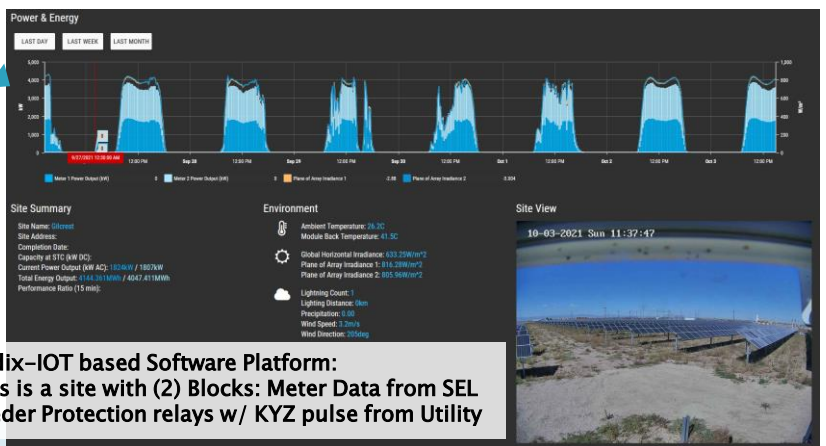 Power & Energy
LAST DAY LAST WEEK LAST MONTH
5,000 1,000
4,000 800
3,000 600
kW W/m²
2,000 400
1,000 200
0 0
0
0
9/27/2021 12:30:00 AM 12:00 PM Sep 28 12:00 PM Sep 29 12:00 PM Sep 30 12:00 PM Oct 1 12:00 PM Oct 2 12:00 PM Oct 3 12:00 PM
Meter 1 Power Output (kW) 0 Meter 2 Power Output (kW) 0 Plane of Array Irradiance 1 Plane of Array Irradiance 2
Site Summary
Site Name: Gilcrest
Site Address:
Completion Date:
Capacity at STC (kW DC):
Current Power Output (kW AC): 1824kW / 1807kW
Total Energy Output: 4144.361MWh / 4047.411MWh
Performance Ratio (15 min):
Environment
Ambient Temperature: 26.2C
Module Back Temperature: 41.5C
Global Horizontal Irradiance: 633.25W/m^2
Plane of Array Irradiance 1: 816.28W/m^2
Plane of Array Irradiance 2: 805.96W/m^2
Lightning Count: 1
Lighting Distance: 0km
Precipitation: 0.00
Wind Speed: 3.2m/s
Wind Direction: 205deg
Site View
10-03-2021 Sun 11:37:47
lix-IOT based Software Platform:
s is a site with (2) Blocks: Meter Data from SEL
der Protection relays w/ KYZ pulse from Utility